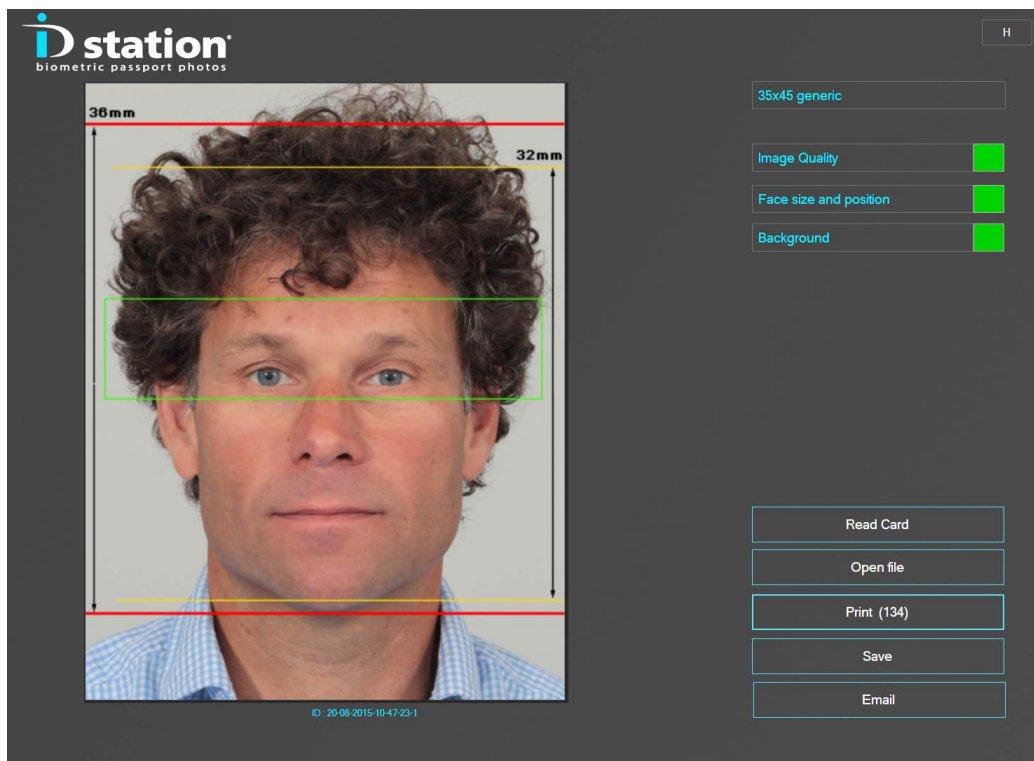 iD station
biometric passport photos
H
36mm
32mm
35x45 generic
Image Quality
Face size and position
Background
Read Card
Open file
Print (134)
Save
Email
ID : 20-08-2015-10-47-23-1